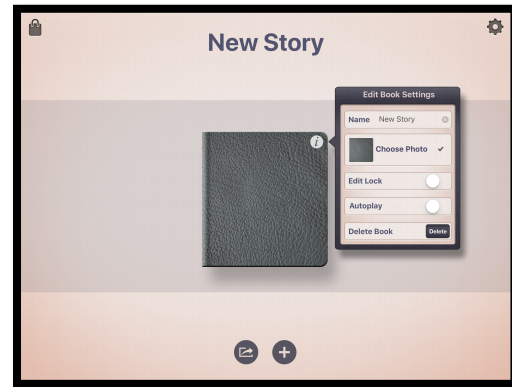 New Story
i
Edit Book Settings
Name New Story
Choose Photo
Edit Lock
Autoplay
Delete Book Delete